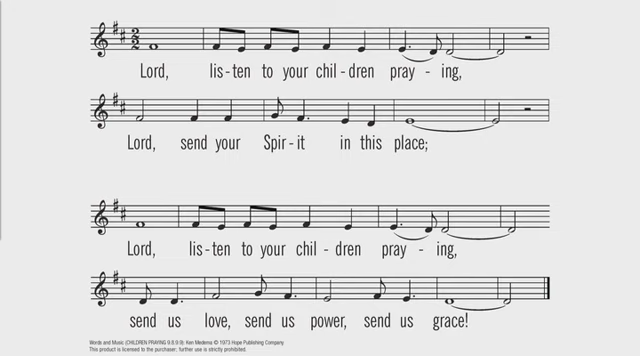 Lord, lis-ten to your chil-dren pray-ing,
Lord, send your Spir-it in this place;
Lord, lis-ten to your chil-dren pray-ing,
send us love, send us power, send us grace!
Words and Music (CHILDREN PRAYING 9.8.9.9): Ken Medema © 1973 Hope Publishing Company
This product is licensed to the purchaser; further use is strictly prohibited.